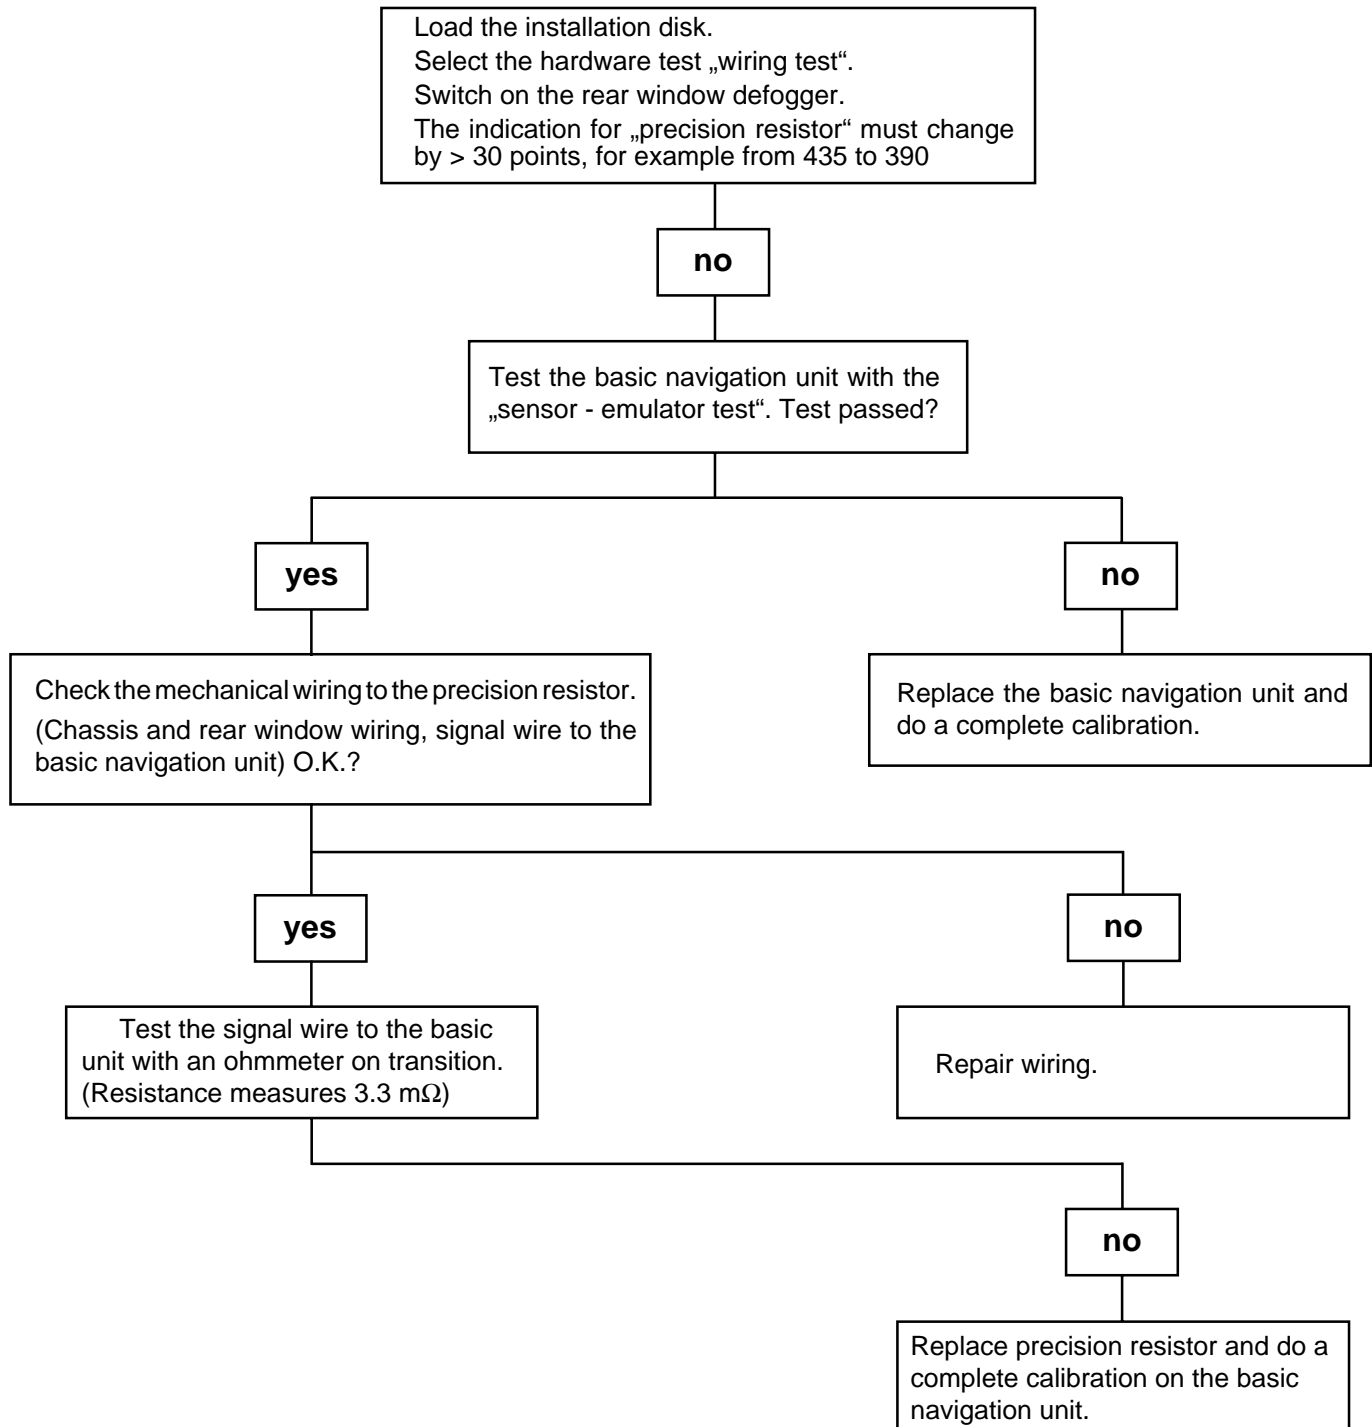 Load the installation disk.
Select the hardware test „wiring test“.
Switch on the rear window defogger.
The indication for „precision resistor“ must change
by > 30 points, for example from 435 to 390
no
Test the basic navigation unit with the
„sensor - emulator test“. Test passed?
yes
no
Check the mechanical wiring to the precision resistor.
(Chassis and rear window wiring, signal wire to the
basic navigation unit) O.K.?
Replace the basic navigation unit and
do a complete calibration.
yes
no
Test the signal wire to the basic
unit with an ohmmeter on transition.
(Resistance measures 3.3 mΩ)
Repair wiring.
no
Replace precision resistor and do a
complete calibration on the basic
navigation unit.